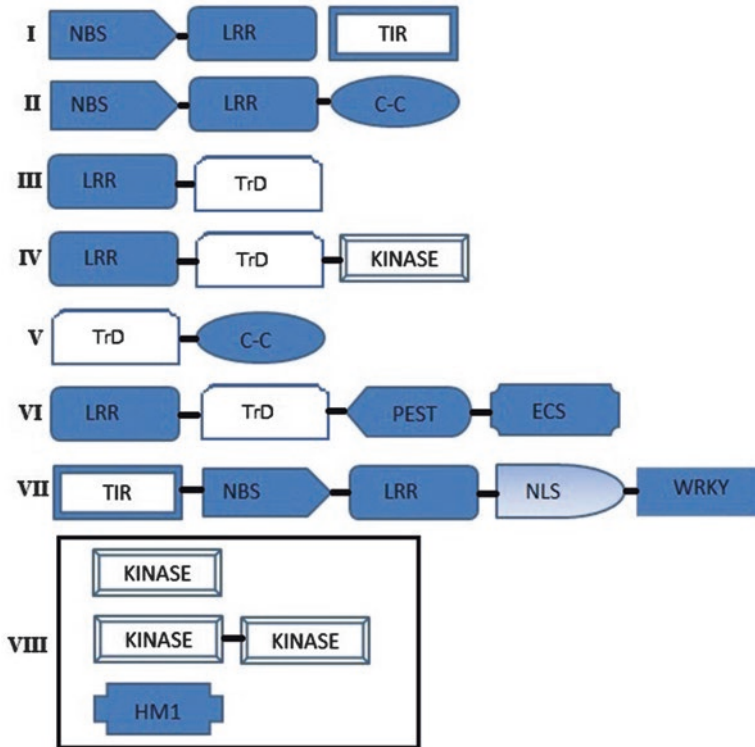 I NBS LRR TIR
II NBS LRR C-C
III LRR TrD
IV LRR TrD KINASE
V TrD C-C
VI LRR TrD PEST ECS
VII TIR NBS LRR NLS WRKY
KINASE
VIII KINASE KINASE
HM1